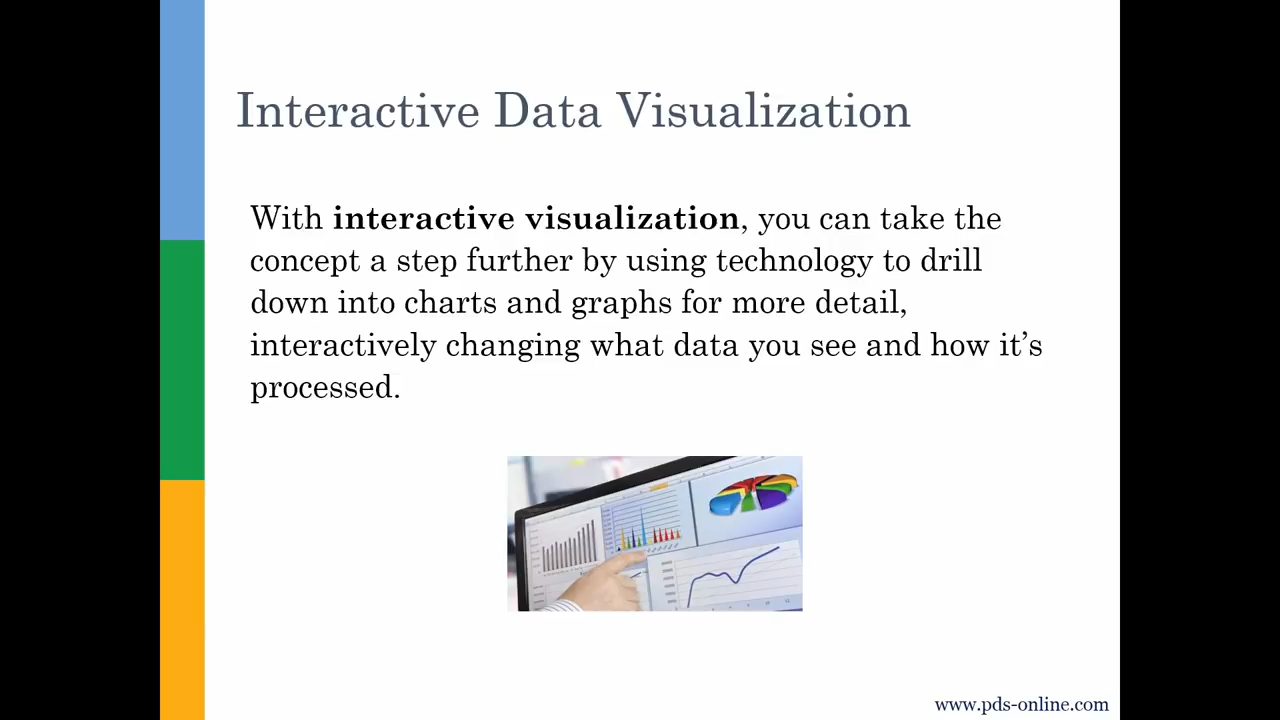 Interactive Data Visualization
With interactive visualization, you can take the
concept a step further by using technology to drill
down into charts and graphs for more detail,
interactively changing what data you see and how it’s
processed.
www.pds-online.com